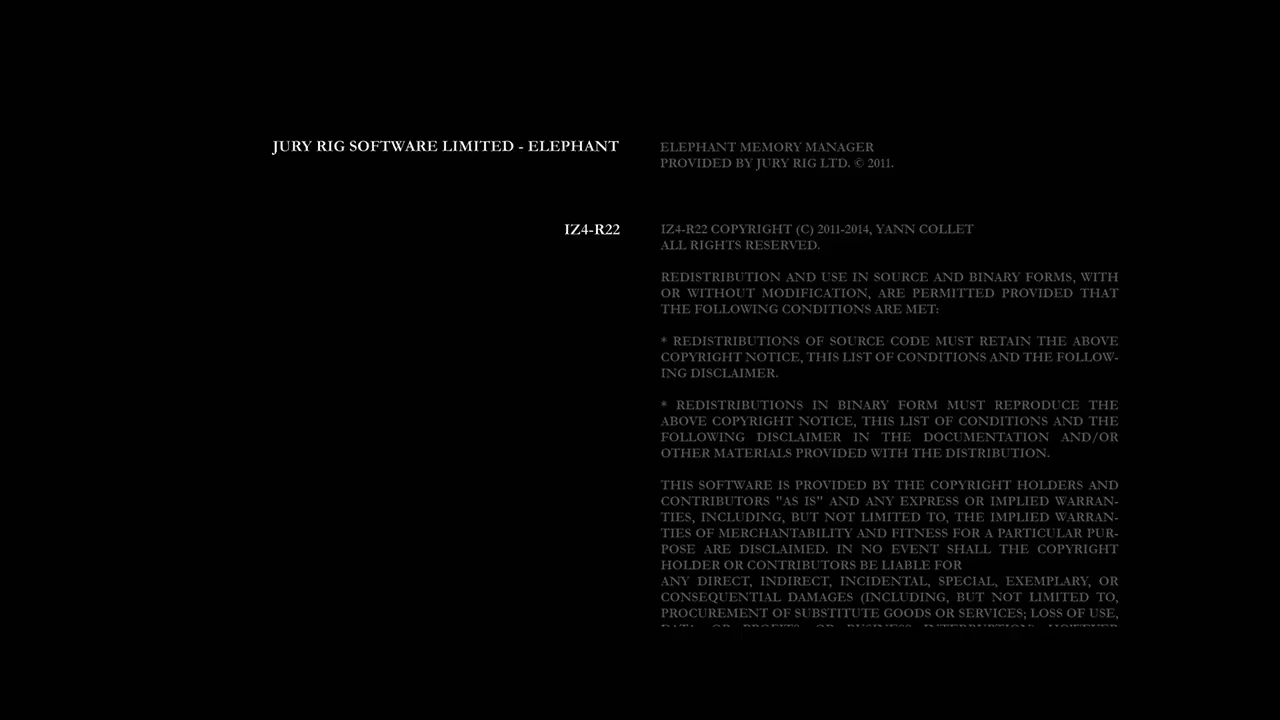 JURY RIG SOFTWARE LIMITED - ELEPHANT
ELEPHANT MEMORY MANAGER
PROVIDED BY JURY RIG LTD. © 2011.
IZ4-R22
IZ4-R22 COPYRIGHT (C) 2011-2014, YANN COLLET
ALL RIGHTS RESERVED.
REDISTRIBUTION AND USE IN SOURCE AND BINARY FORMS, WITH
OR WITHOUT MODIFICATION, ARE PERMITTED PROVIDED THAT
THE FOLLOWING CONDITIONS ARE MET:
* REDISTRIBUTIONS OF SOURCE CODE MUST RETAIN THE ABOVE
COPYRIGHT NOTICE, THIS LIST OF CONDITIONS AND THE FOLLOW-
ING DISCLAIMER.
* REDISTRIBUTIONS IN BINARY FORM MUST REPRODUCE THE
ABOVE COPYRIGHT NOTICE, THIS LIST OF CONDITIONS AND THE
FOLLOWING DISCLAIMER IN THE DOCUMENTATION AND/OR
OTHER MATERIALS PROVIDED WITH THE DISTRIBUTION.
THIS SOFTWARE IS PROVIDED BY THE COPYRIGHT HOLDERS AND
CONTRIBUTORS "AS IS" AND ANY EXPRESS OR IMPLIED WARRAN-
TIES, INCLUDING, BUT NOT LIMITED TO, THE IMPLIED WARRAN-
TIES OF MERCHANTABILITY AND FITNESS FOR A PARTICULAR PUR-
POSE ARE DISCLAIMED. IN NO EVENT SHALL THE COPYRIGHT
HOLDER OR CONTRIBUTORS BE LIABLE FOR
ANY DIRECT, INDIRECT, INCIDENTAL, SPECIAL, EXEMPLARY, OR
CONSEQUENTIAL DAMAGES (INCLUDING, BUT NOT LIMITED TO,
PROCUREMENT OF SUBSTITUTE GOODS OR SERVICES; LOSS OF USE,
DATA, OR PROFITS; OR BUSINESS INTERRUPTION) HOWEVER